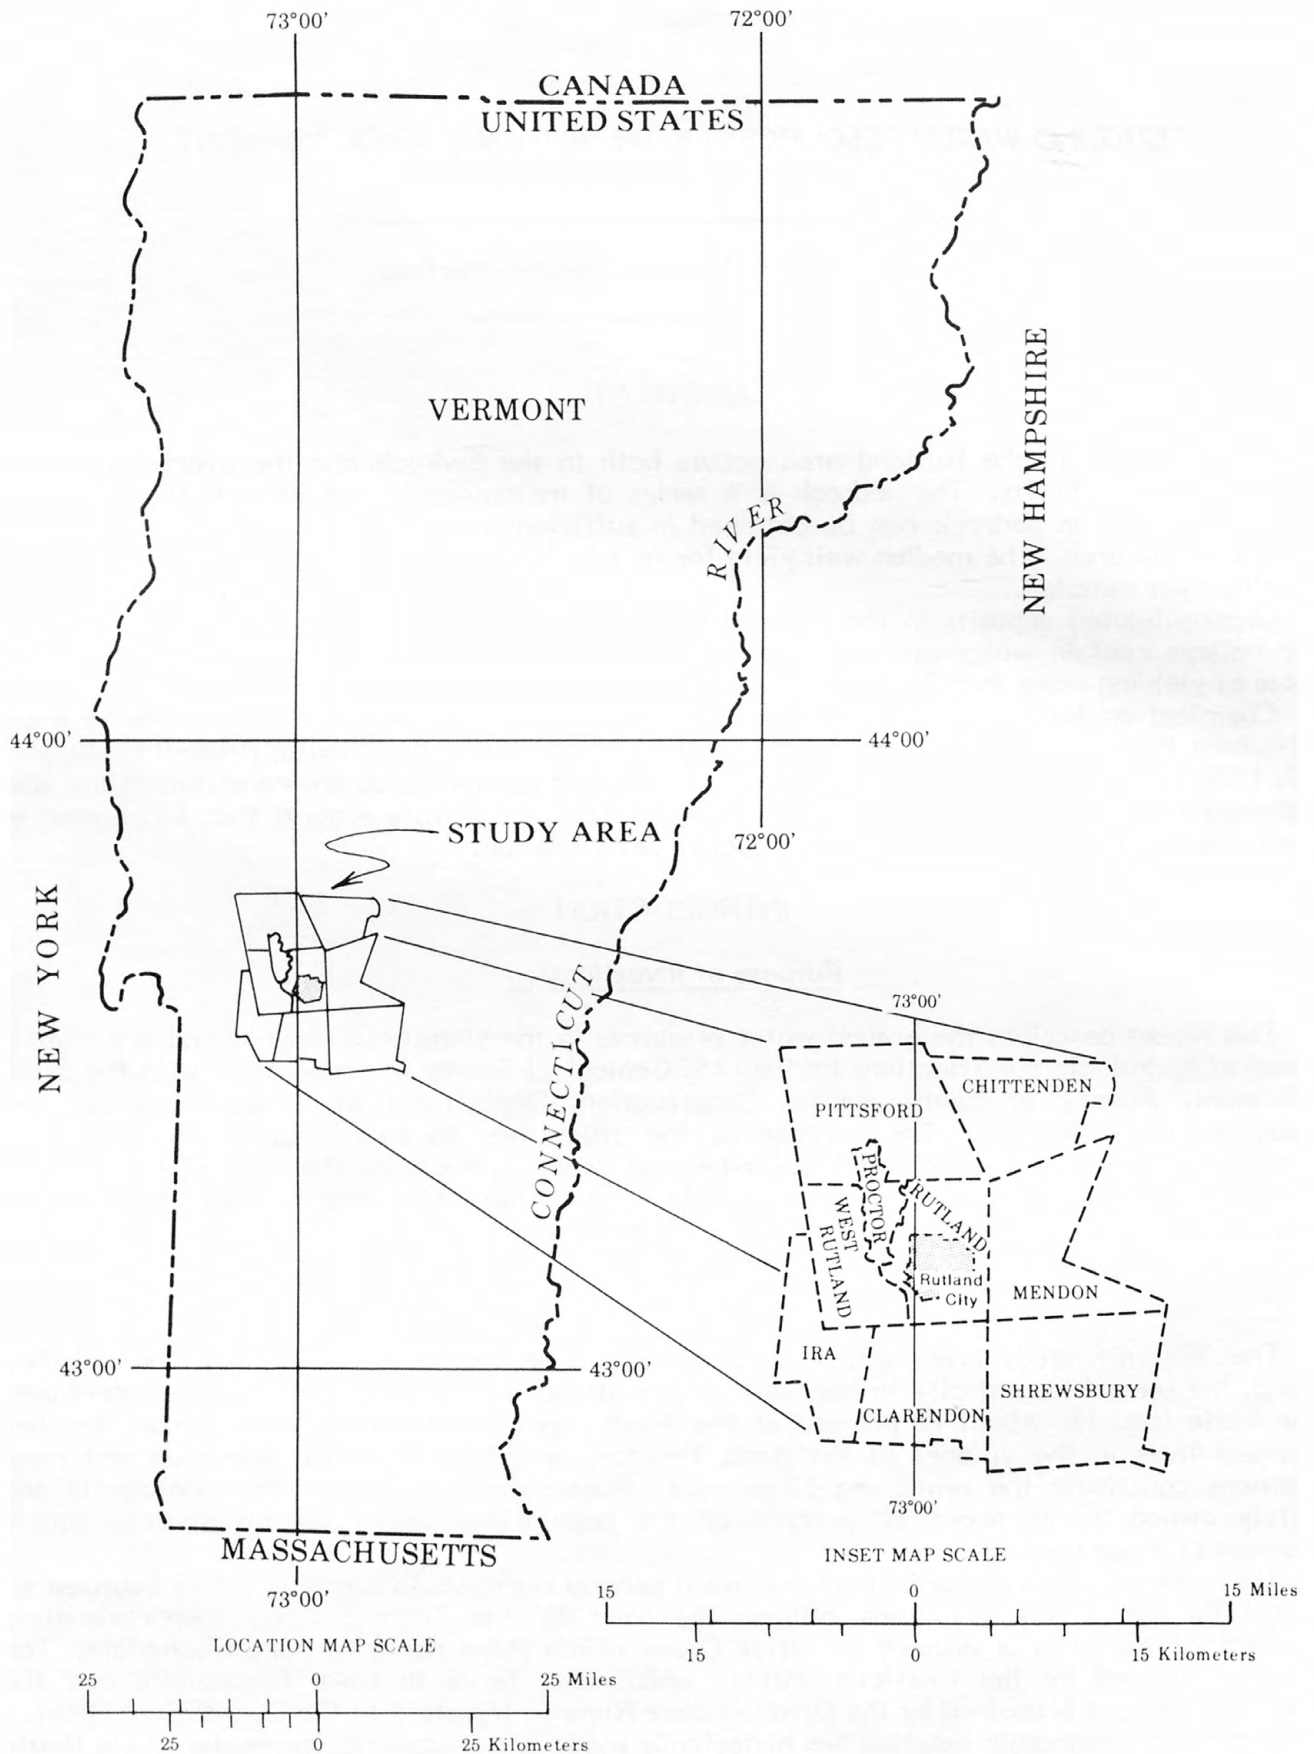 73°00'
72°00'
CANADA
UNITED STATES
VERMONT
NEW HAMPSHIRE
RIVER
44°00'
44°00'
STUDY AREA
72°00'
NEW YORK
CONNECTICUT
73°00'
CHITTENDEN
PITTSFORD
PROCTOR
RUTLAND
WEST
RUTLAND
Rutland
City
MENDON
IRA
43°00'
43°00'
SHREWSBURY
CLARENDON
73°00'
MASSACHUSETTS
INSET MAP SCALE
73°00'
15 0 15 Miles
LOCATION MAP SCALE
15 0 15 Kilometers
25 0 25 Miles
25 0 25 Kilometers